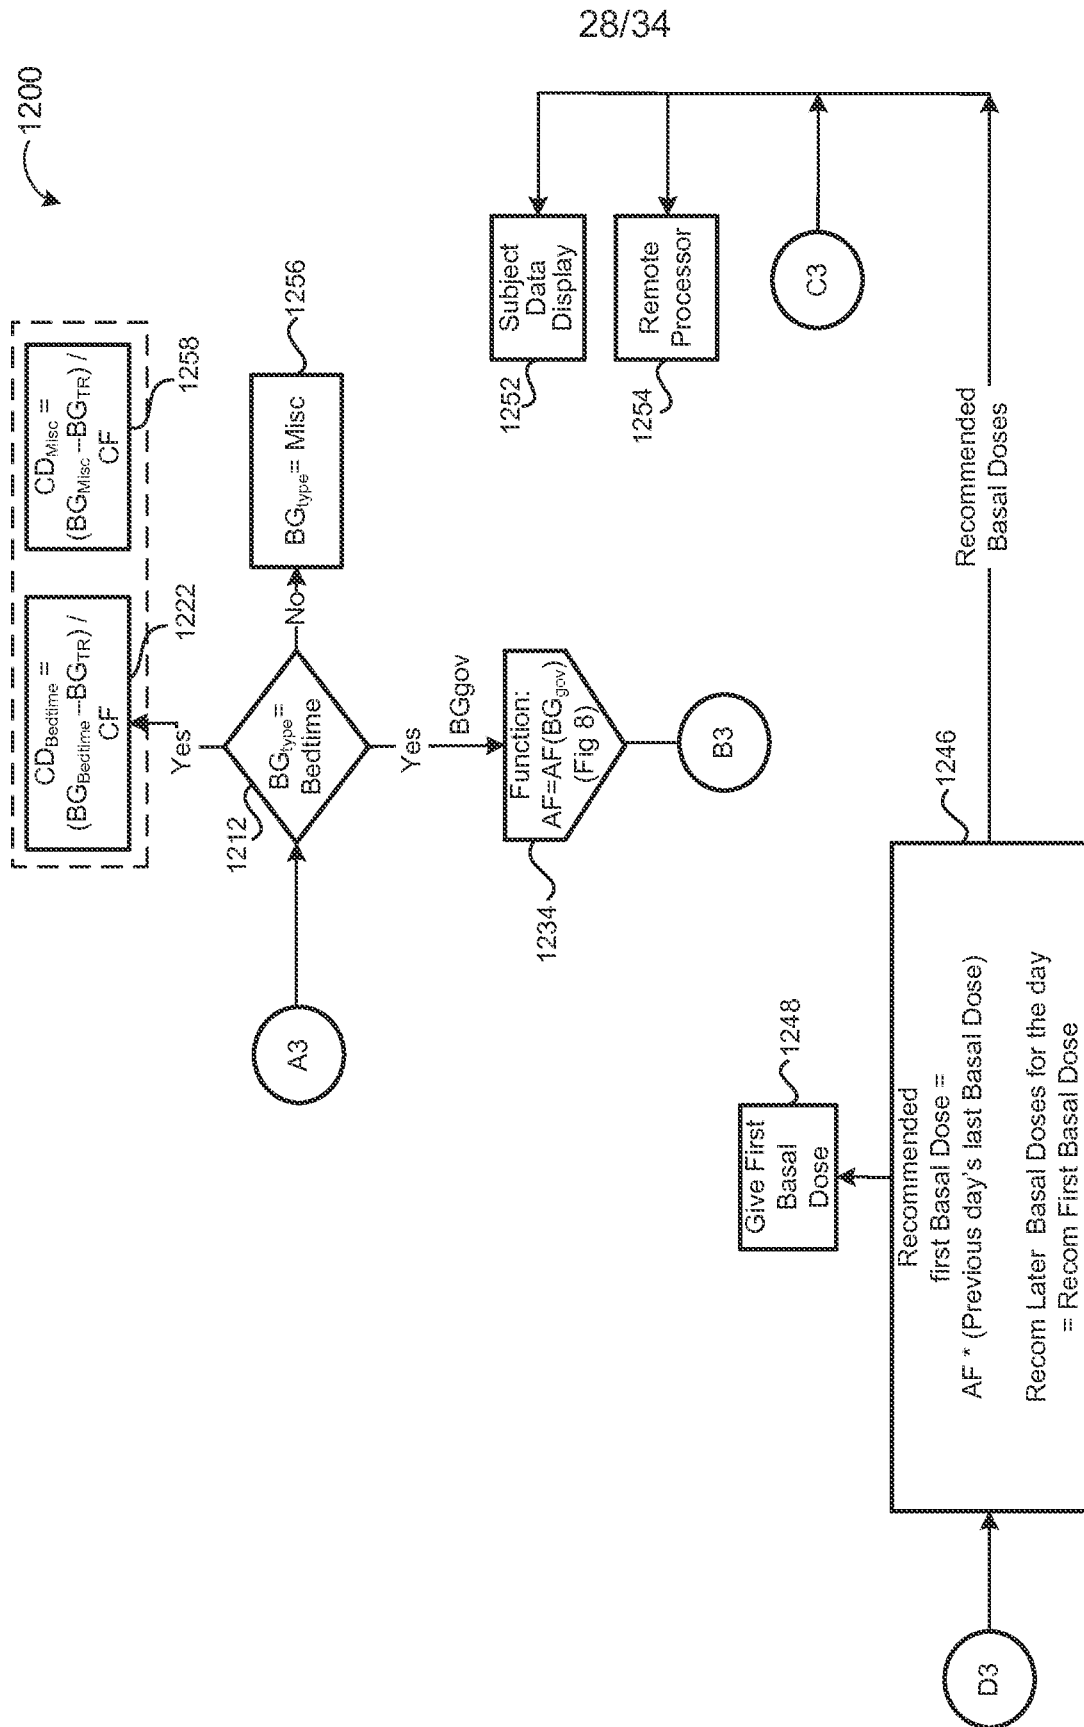 28/34
1200
CD_Bedtime =
(BG_Bedtime –BG_TR) /
CF
1222
CD_Misc =
(BG_Misc –BG_TR) /
CF
1258
Yes
A3
1212
BG_type=
Bedtime
No
BG_type= Misc
1256
Yes
BGgov
Function:
AF=AF(BG_gov)
(Fig 8)
1234
B3
Subject
Data
Display
1252
Remote
Processor
1254
C3
Give First
Basal
Dose
1248
D3
Recommended
first Basal Dose =
AF * (Previous day's last Basal Dose)
Recom Later Basal Doses for the day
= Recom First Basal Dose
1246
Recommended
Basal Doses